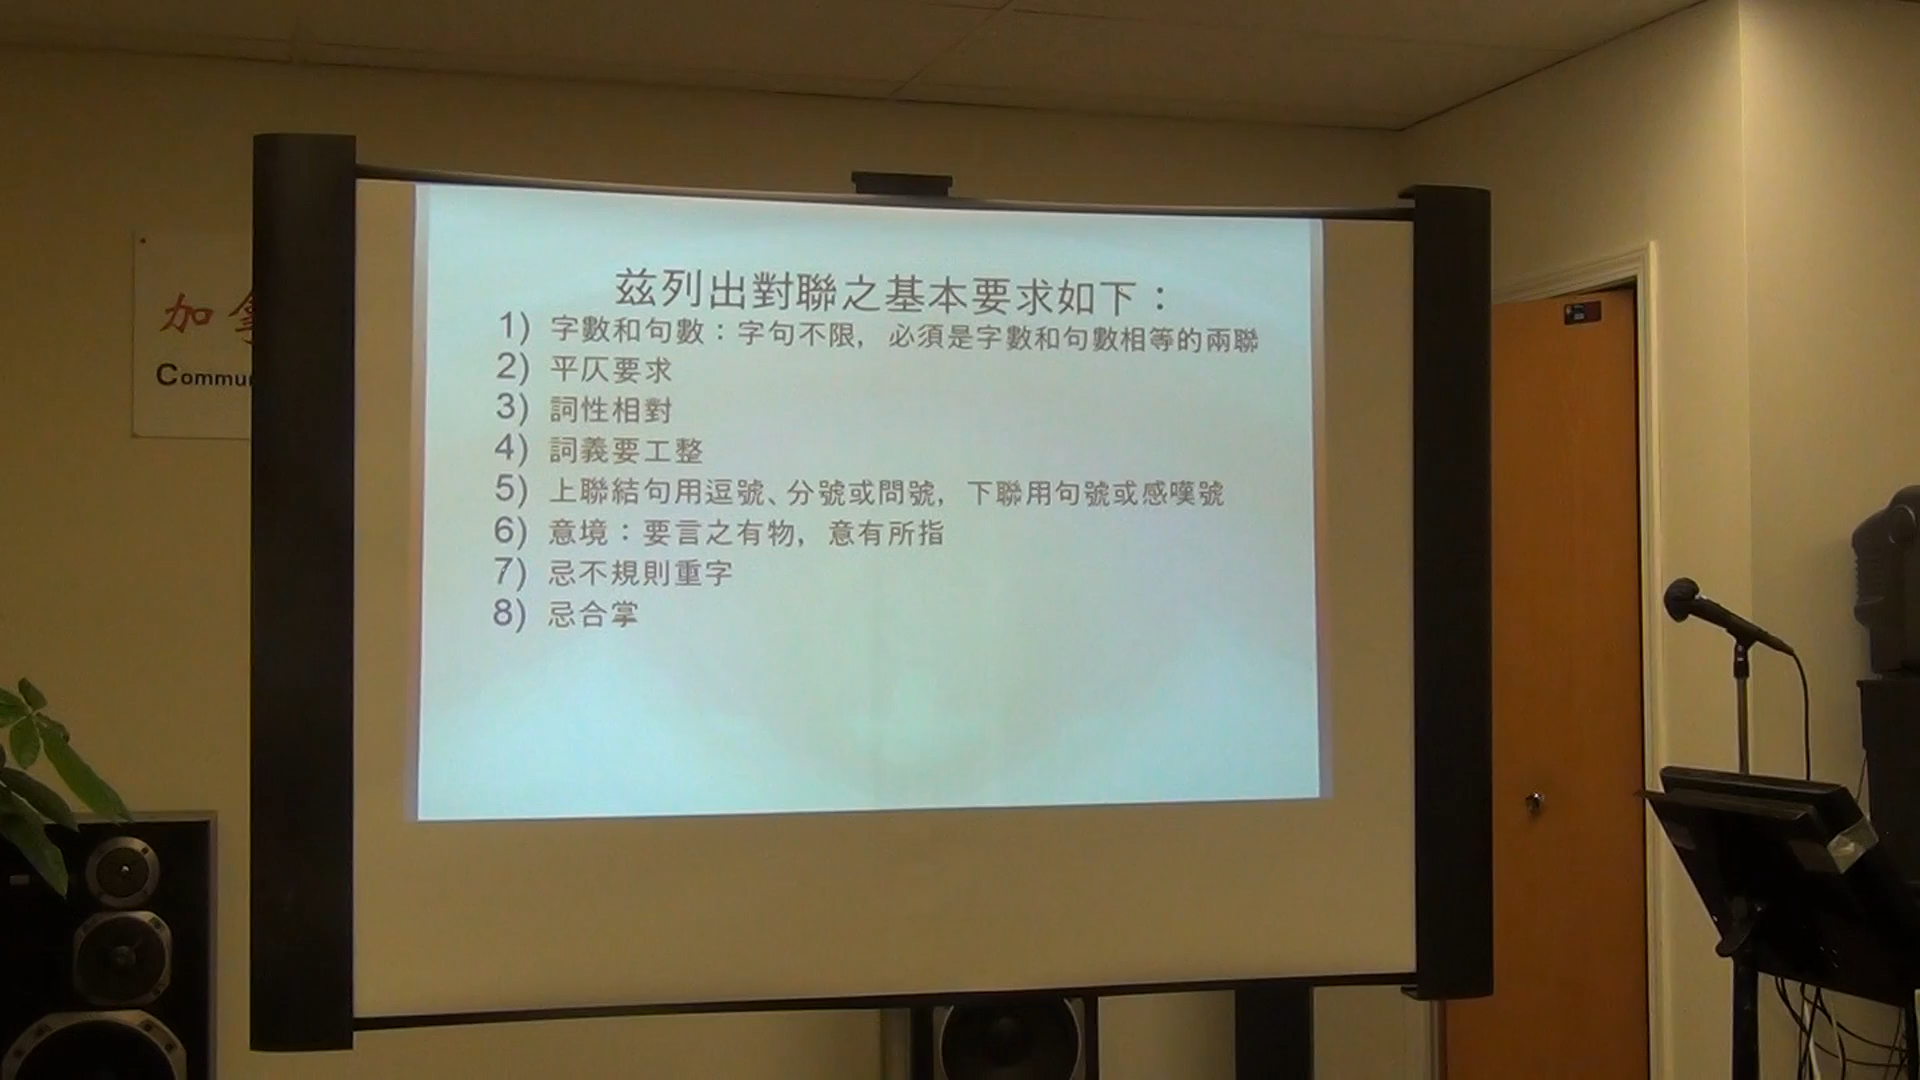 茲列出對聯之基本要求如下：
1) 字數和句數：字句不限，必須是字數和句數相等的兩聯
2) 平仄要求
3) 詞性相對
4) 詞義要工整
5) 上聯結句用逗號、分號或問號，下聯用句號或感嘆號
6) 意境：要言之有物，意有所指
7) 忌不規則重字
8) 忌合掌
加拿
Commu